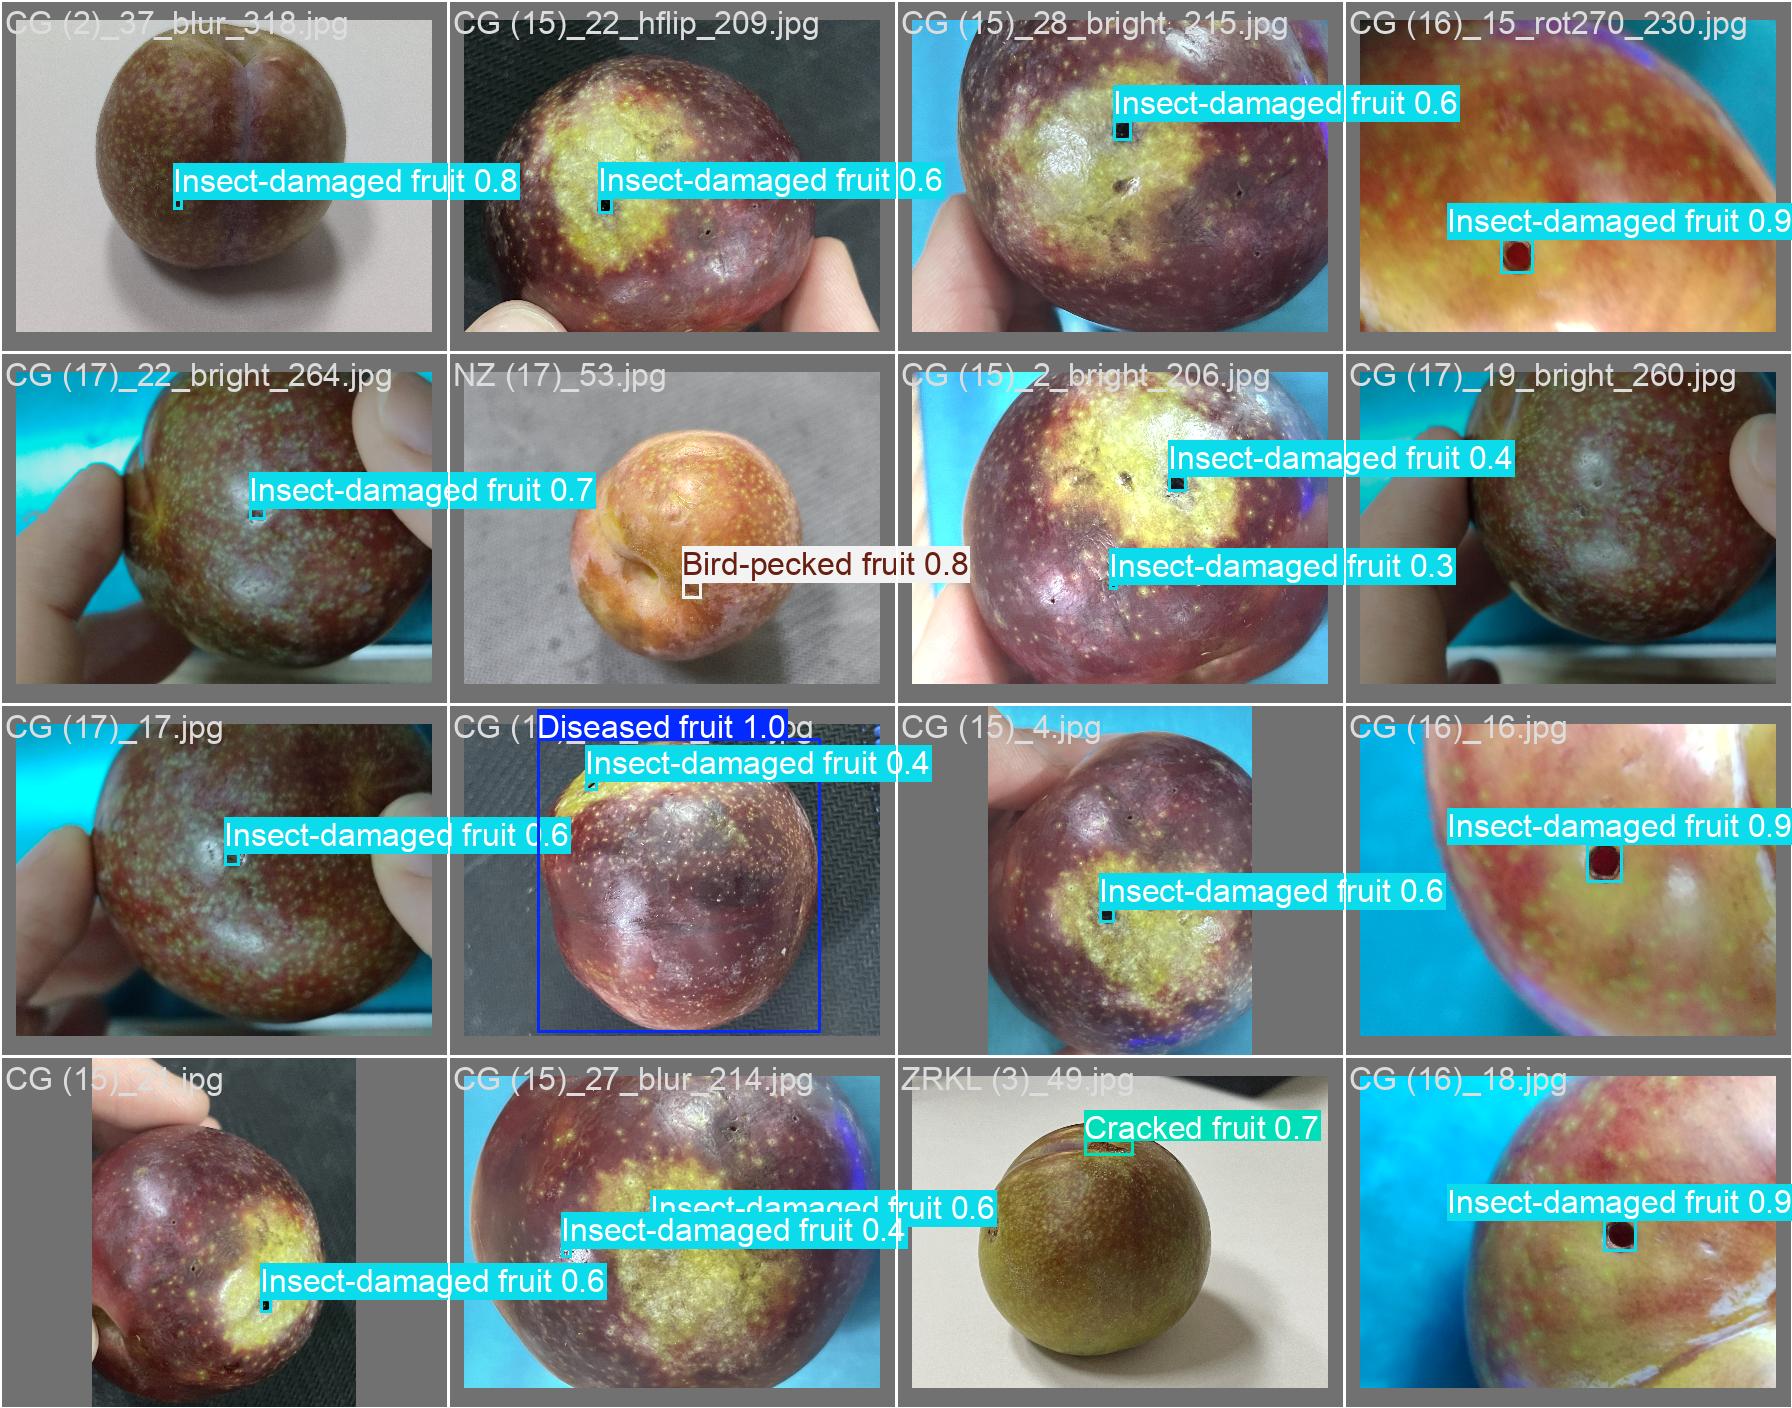 CG (2)_37_blur_318.jpg
Insect-damaged fruit 0.8
CG (15)_22_hflip_209.jpg
Insect-damaged fruit 0.6
CG (15)_28_bright_215.jpg
Insect-damaged fruit 0.6
CG (16)_15_rot270_230.jpg
Insect-damaged fruit 0.9
CG (17)_22_bright_264.jpg
Insect-damaged fruit 0.7
NZ (17)_53.jpg
Bird-pecked fruit 0.8
CG (15)_2_bright_206.jpg
Insect-damaged fruit 0.4
Insect-damaged fruit 0.3
CG (17)_19_bright_260.jpg
CG (17)_17.jpg
Insect-damaged fruit 0.6
CG (1
Diseased fruit 1.0
Insect-damaged fruit 0.4
CG (15)_4.jpg
Insect-damaged fruit 0.6
CG (16)_16.jpg
Insect-damaged fruit 0.9
CG (15)_21.jpg
Insect-damaged fruit 0.6
CG (15)_27_blur_214.jpg
Insect-damaged fruit 0.6
Insect-damaged fruit 0.4
ZRKL (3)_49.jpg
Cracked fruit 0.7
CG (16)_18.jpg
Insect-damaged fruit 0.9